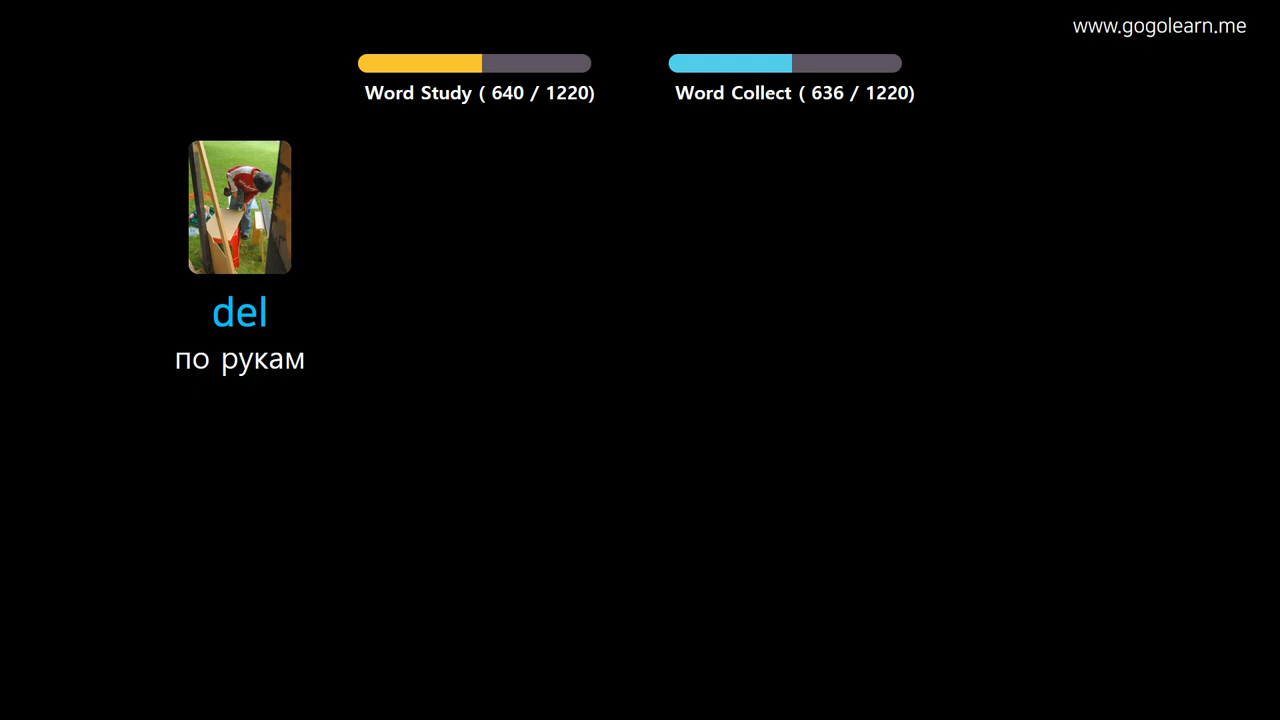 www.gogolearn.me
Word Study ( 640 / 1220)
Word Collect ( 636 / 1220)
del
по рукам